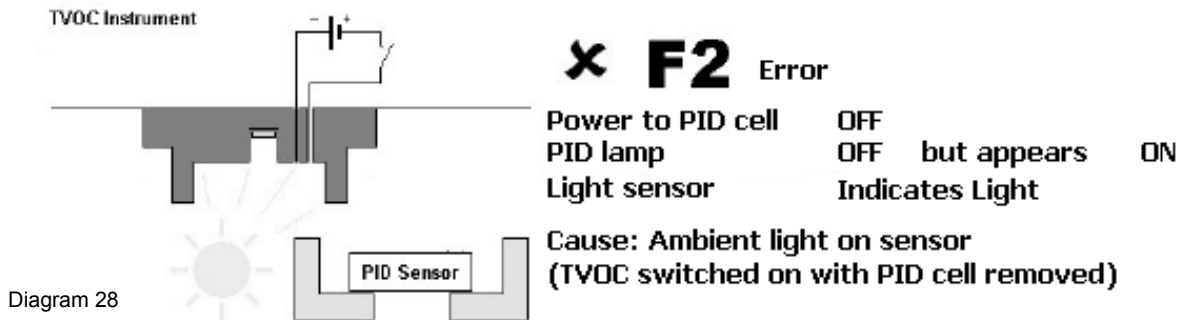 TVOC Instrument
- +
✘ F2 Error
Power to PID cell OFF
PID lamp OFF but appears ON
Light sensor Indicates Light
Cause: Ambient light on sensor
(TVOC switched on with PID cell removed)
PID Sensor
Diagram 28